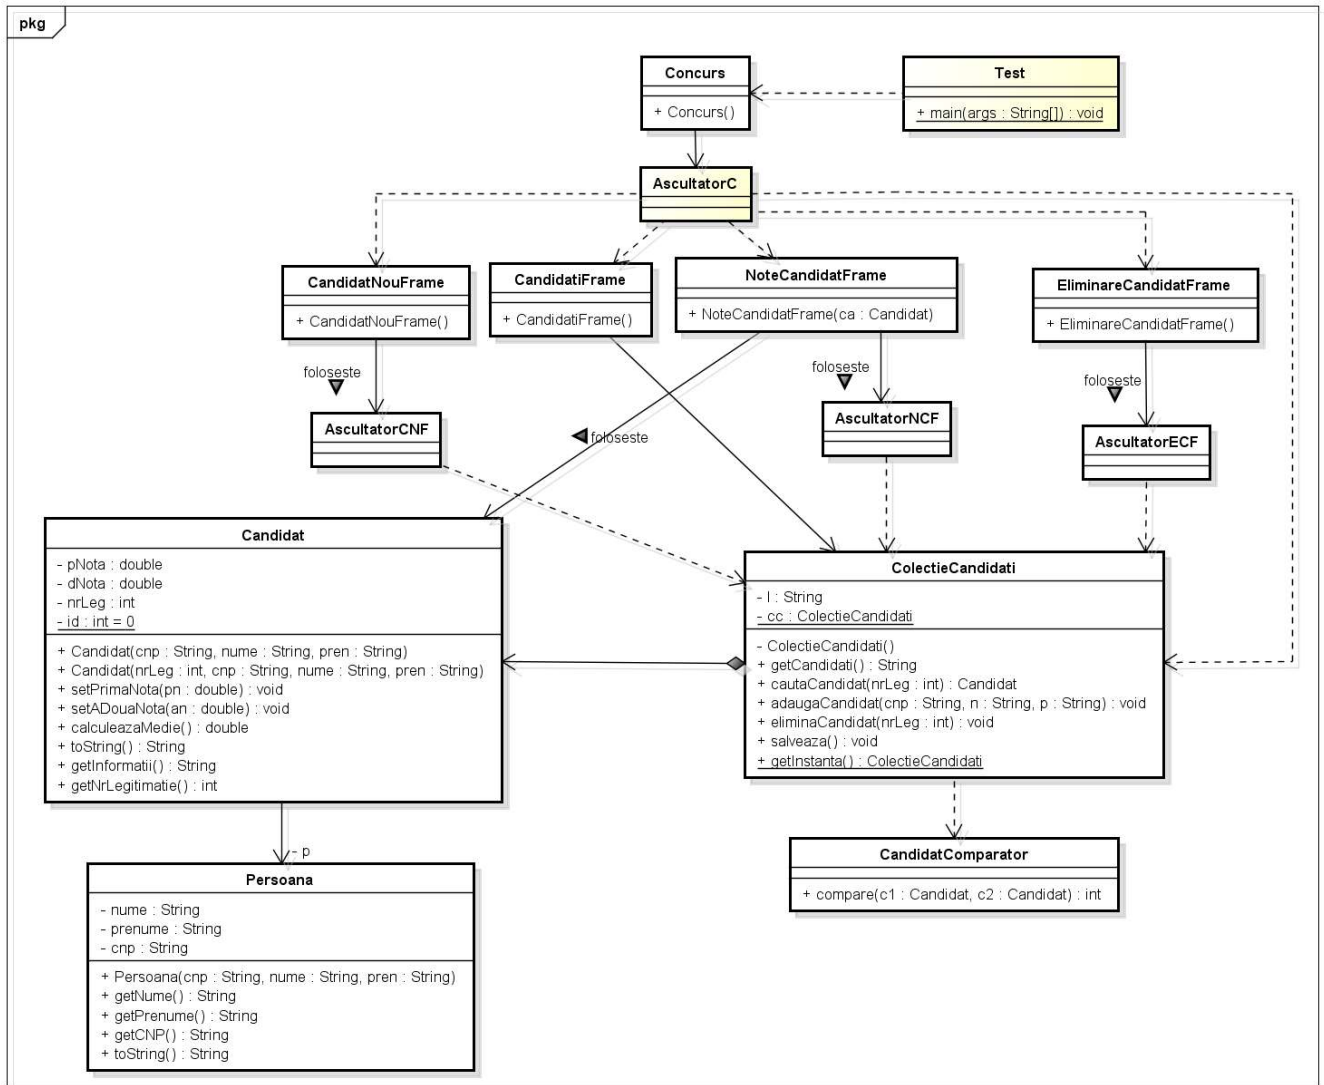 pkg
Concurs
+ Concurs()
Test
+ main(args : String[]) : void
AscultatorC
CandidatNouFrame
+ CandidatNouFrame()
CandidatiFrame
+ CandidatiFrame()
NoteCandidatFrame
+ NoteCandidatFrame(ca : Candidat)
EliminareCandidatFrame
+ EliminareCandidatFrame()
foloseste
foloseste
foloseste
foloseste
AscultatorCNF
AscultatorNCF
AscultatorECF
Candidat
- pNota : double
- dNota : double
- nrLeg : int
- id : int = 0
+ Candidat(cnp : String, nume : String, pren : String)
+ Candidat(nrLeg : int, cnp : String, nume : String, pren : String)
+ setPrimaNota(pn : double) : void
+ setADouaNota(an : double) : void
+ calculeazaMedie() : double
+ toString() : String
+ getInformatii() : String
+ getNrLegitimatie() : int
ColectieCandidati
- l : String
- cc : ColectieCandidati
- ColectieCandidati()
+ getCandidati() : String
+ cautaCandidat(nrLeg : int) : Candidat
+ adaugaCandidat(cnp : String, n : String, p : String) : void
+ eliminaCandidat(nrLeg : int) : void
+ salveaza() : void
+ getInstanta() : ColectieCandidati
- p
Persoana
- nume : String
- prenume : String
- cnp : String
+ Persoana(cnp : String, nume : String, pren : String)
+ getNume() : String
+ getPrenume() : String
+ getCNP() : String
+ toString() : String
CandidatComparator
+ compare(c1 : Candidat, c2 : Candidat) : int